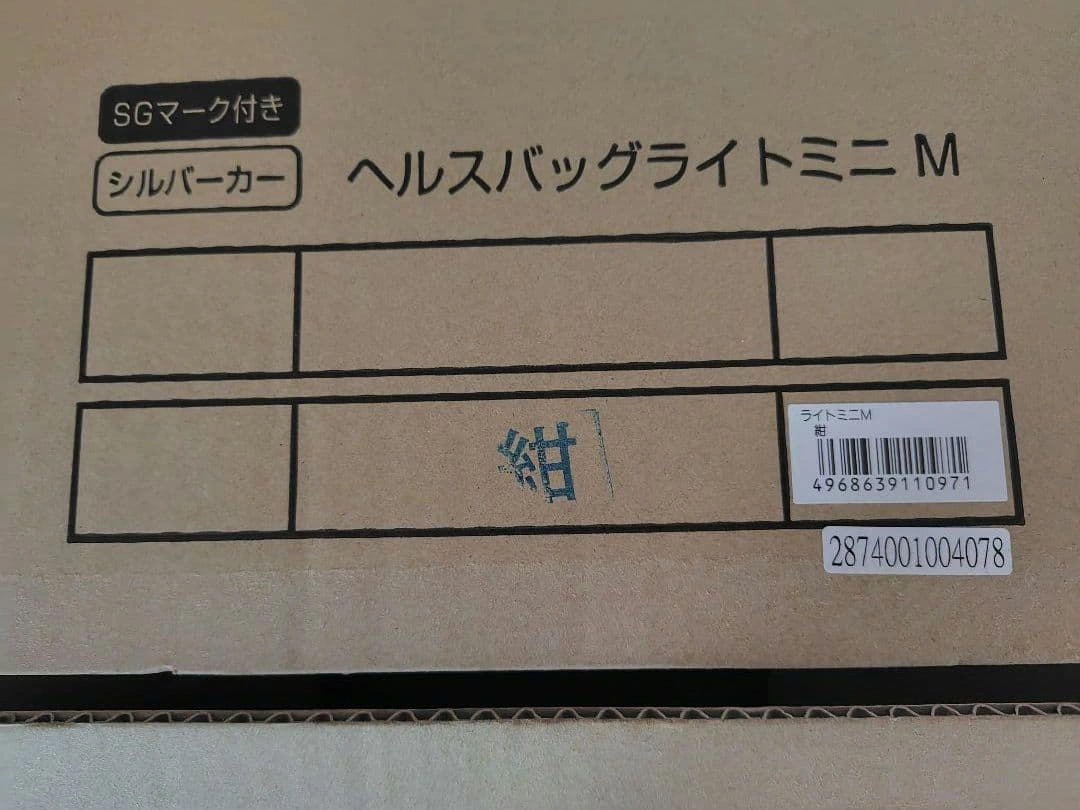 SGマーク付き
シルバーカー
ヘルスバッグライトミニ M
紺
ライトミニM
紺
4968639110971
2874001004078